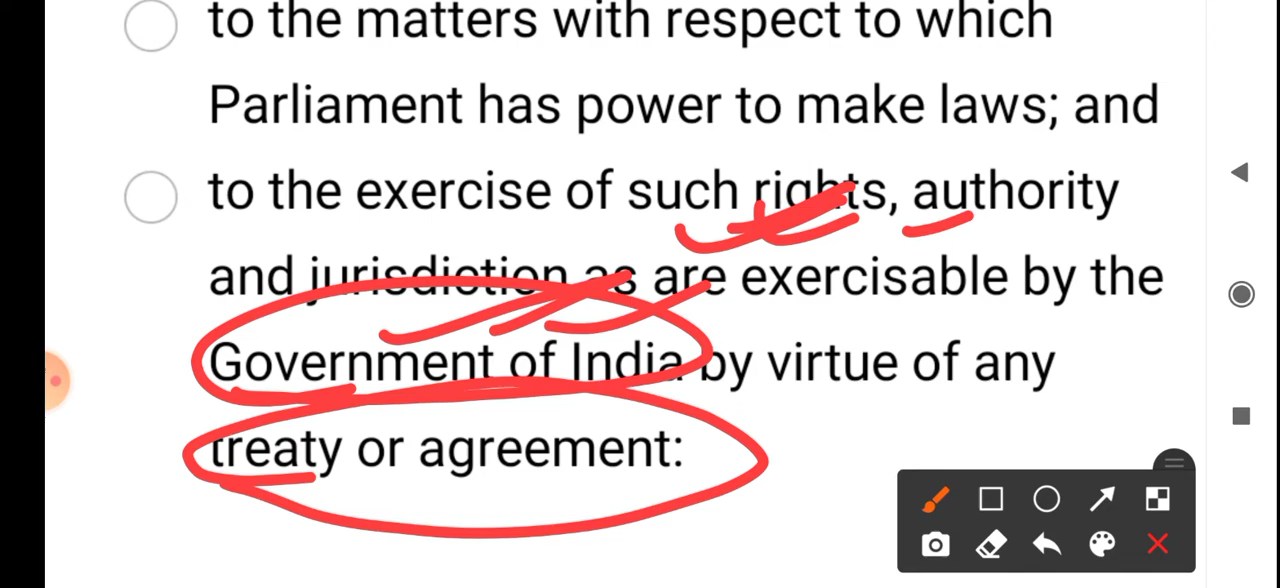 to the matters with respect to which
Parliament has power to make laws; and
to the exercise of such rights, authority
and jurisdiction as are exercisable by the
Government of India by virtue of any
treaty or agreement: